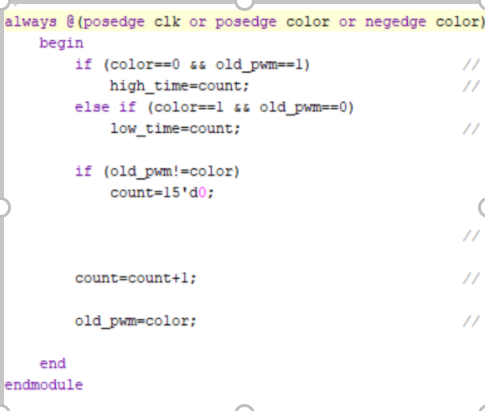 always @(posedge clk or posedge color or negedge color)
begin
if (color==0 && old_pwm==1) //
high_time=count; //
else if (color==1 && old_pwm==0)
low_time=count; //
if (old_pwm!=color)
count=15'd0;
//
count=count+1; //
old_pwm=color; //
end
endmodule